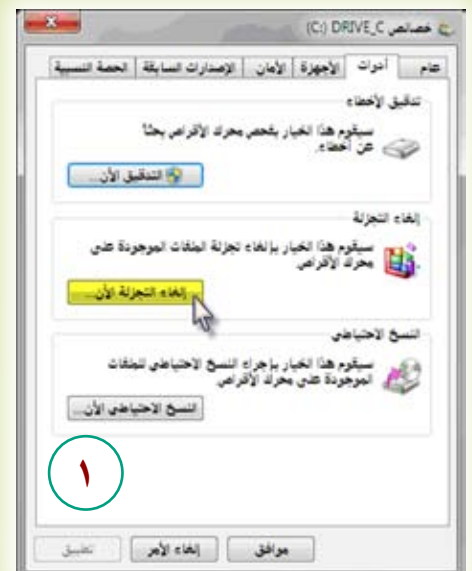 خصائص DRIVE_C (C:)
عام
أدوات
الأجهزة
الأمان
الإصدارات السابقة
الحصة النسبية
تدقيق الأخطاء
سيقوم هذا الخيار بفحص محرك الأقراص بحثاً
عن أخطاء.
التدقيق الآن...
إلغاء التجزئة
سيقوم هذا الخيار بإلغاء تجزئة الملفات الموجودة على
محرك الأقراص
إلغاء التجزئة الآن...
النسخ الاحتياطي
سيقوم هذا الخيار بإجراء النسخ الاحتياطي للملفات
الموجودة على محرك الأقراص.
النسخ الاحتياطي الآن...
١
موافق
إلغاء الأمر
تطبيق